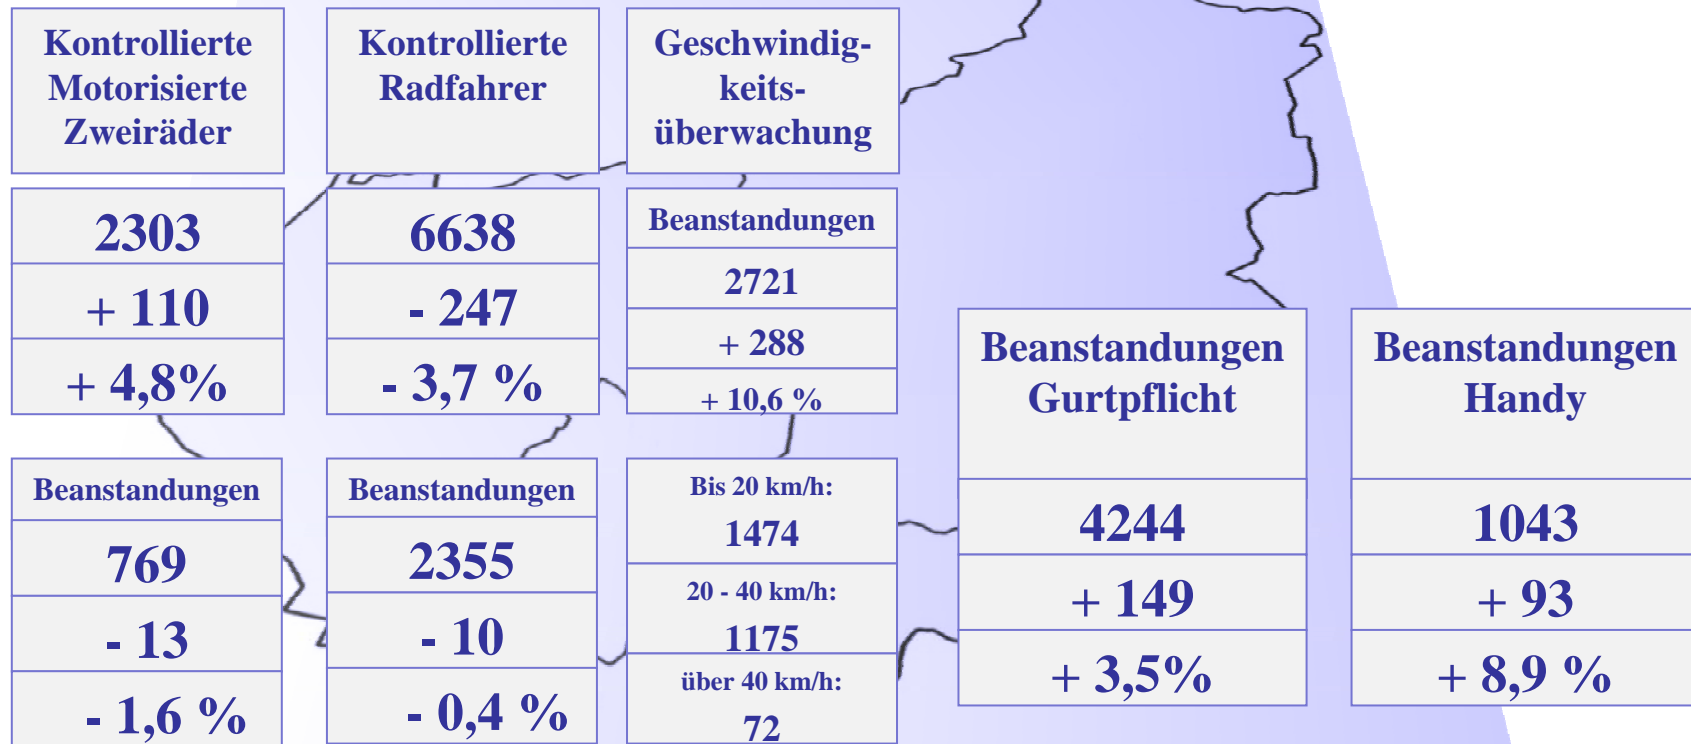 Kontrollierte
Motorisierte
Zweiräder
2303
+ 110
+ 4,8%
Beanstandungen
769
- 13
- 1,6 %
Kontrollierte
Radfahrer
6638
- 247
- 3,7 %
Beanstandungen
2355
- 10
- 0,4 %
Geschwindig-
keits-
überwachung
Beanstandungen
2721
+ 288
+ 10,6 %
Bis 20 km/h:
1474
20 - 40 km/h:
1175
über 40 km/h:
72
Beanstandungen
Gurtpflicht
4244
+ 149
+ 3,5%
Beanstandungen
Handy
1043
+ 93
+ 8,9 %